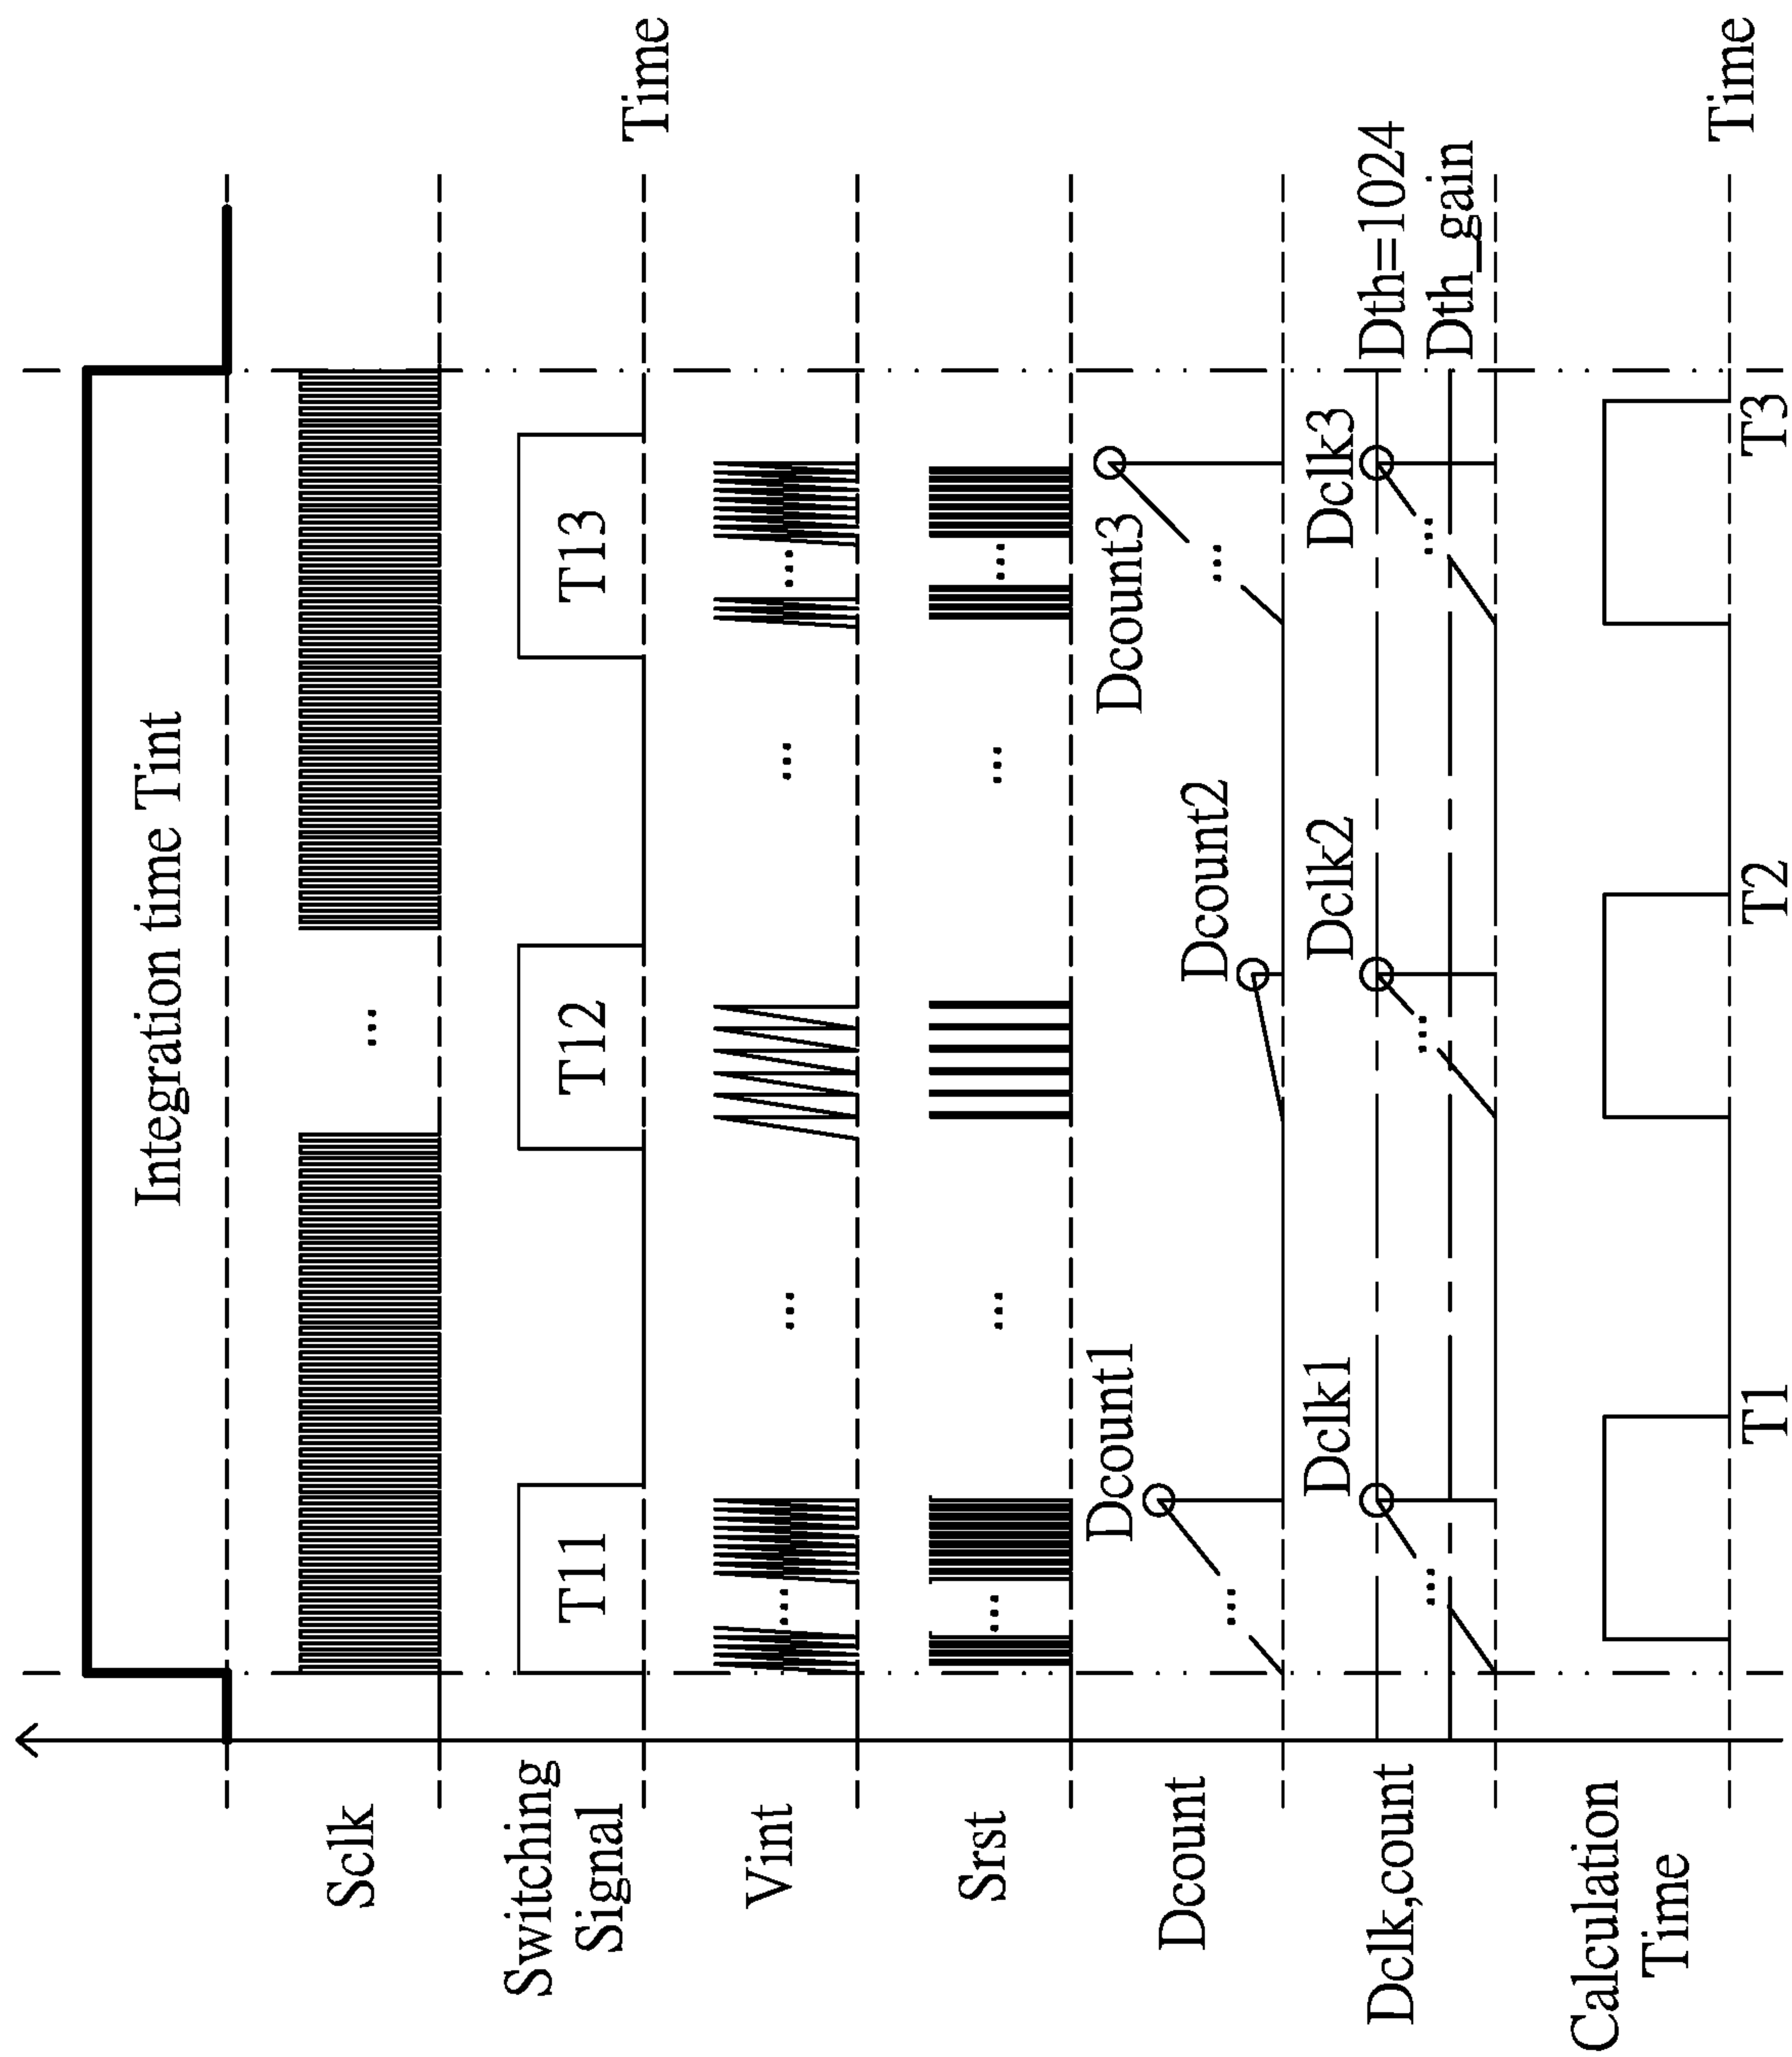 Integration time Tint
Sclk
...
Switching
Signal
T11
T12
T13
Time
Vint
....
...
...
....
Srst
...
...
...
...
Dcount
Dcount1
...
Dcount2
Dcount3
...
Dclk,count
Dclk1
...
Dclk2
...
Dclk3
...
Dth=1024
Dth_gain
Calculation
Time
T1
T2
T3
Time